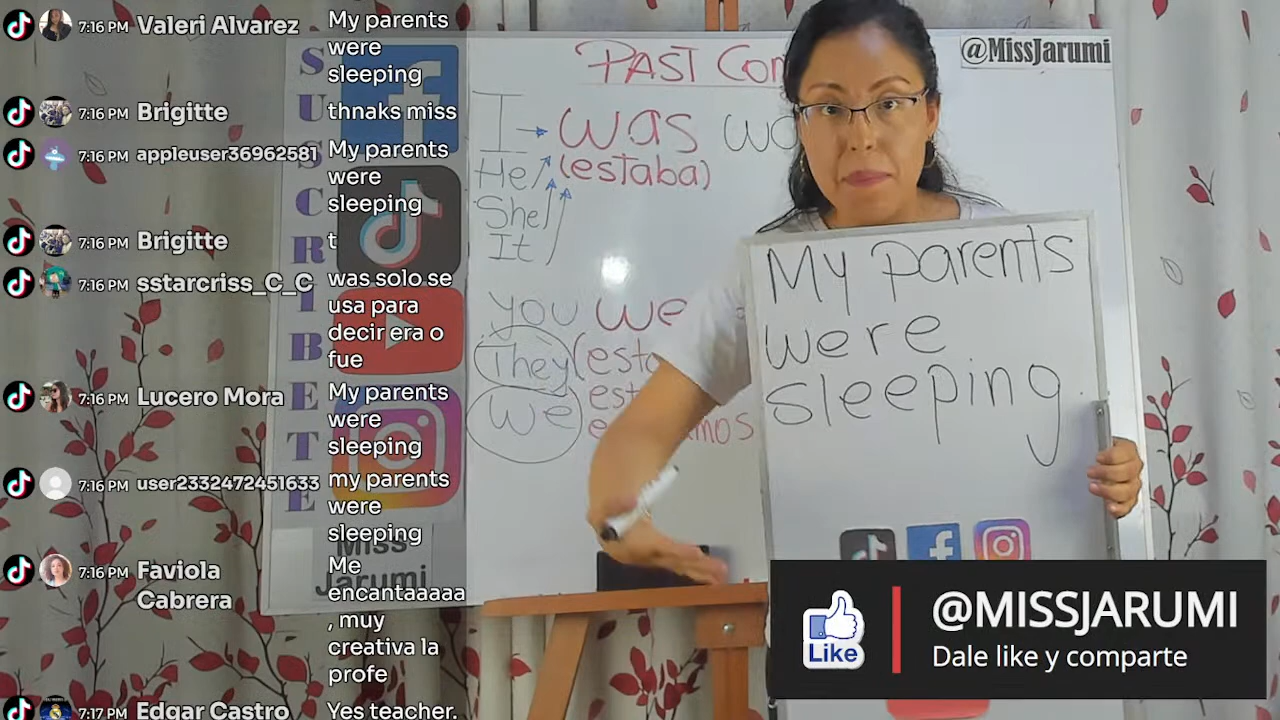 7:16 PM Valeri Alvarez
My parents
were
sleeping
7:16 PM Brigitte
thnaks miss
7:16 PM appleuser36962581
My parents
were
sleeping
7:16 PM Brigitte
t
7:16 PM sstarcriss_C_C
was solo se
usa para
decir era o
fue
7:16 PM Lucero Mora
My parents
were
sleeping
7:16 PM user2332472451633
my parents
were
sleeping
7:16 PM Faviola
Cabrera
Me
encantaaaaa
, muy
creativa la
profe
7:17 PM Edgar Castro
Yes teacher.
SUSCRIBETE
Miss
Jarumi
PAST Con
@MissJarumi
I was wo
He (estaba)
She
It
you we
They (esta
We
mos
My parents
were
sleeping
Like
@MISSJARUMI
Dale like y comparte